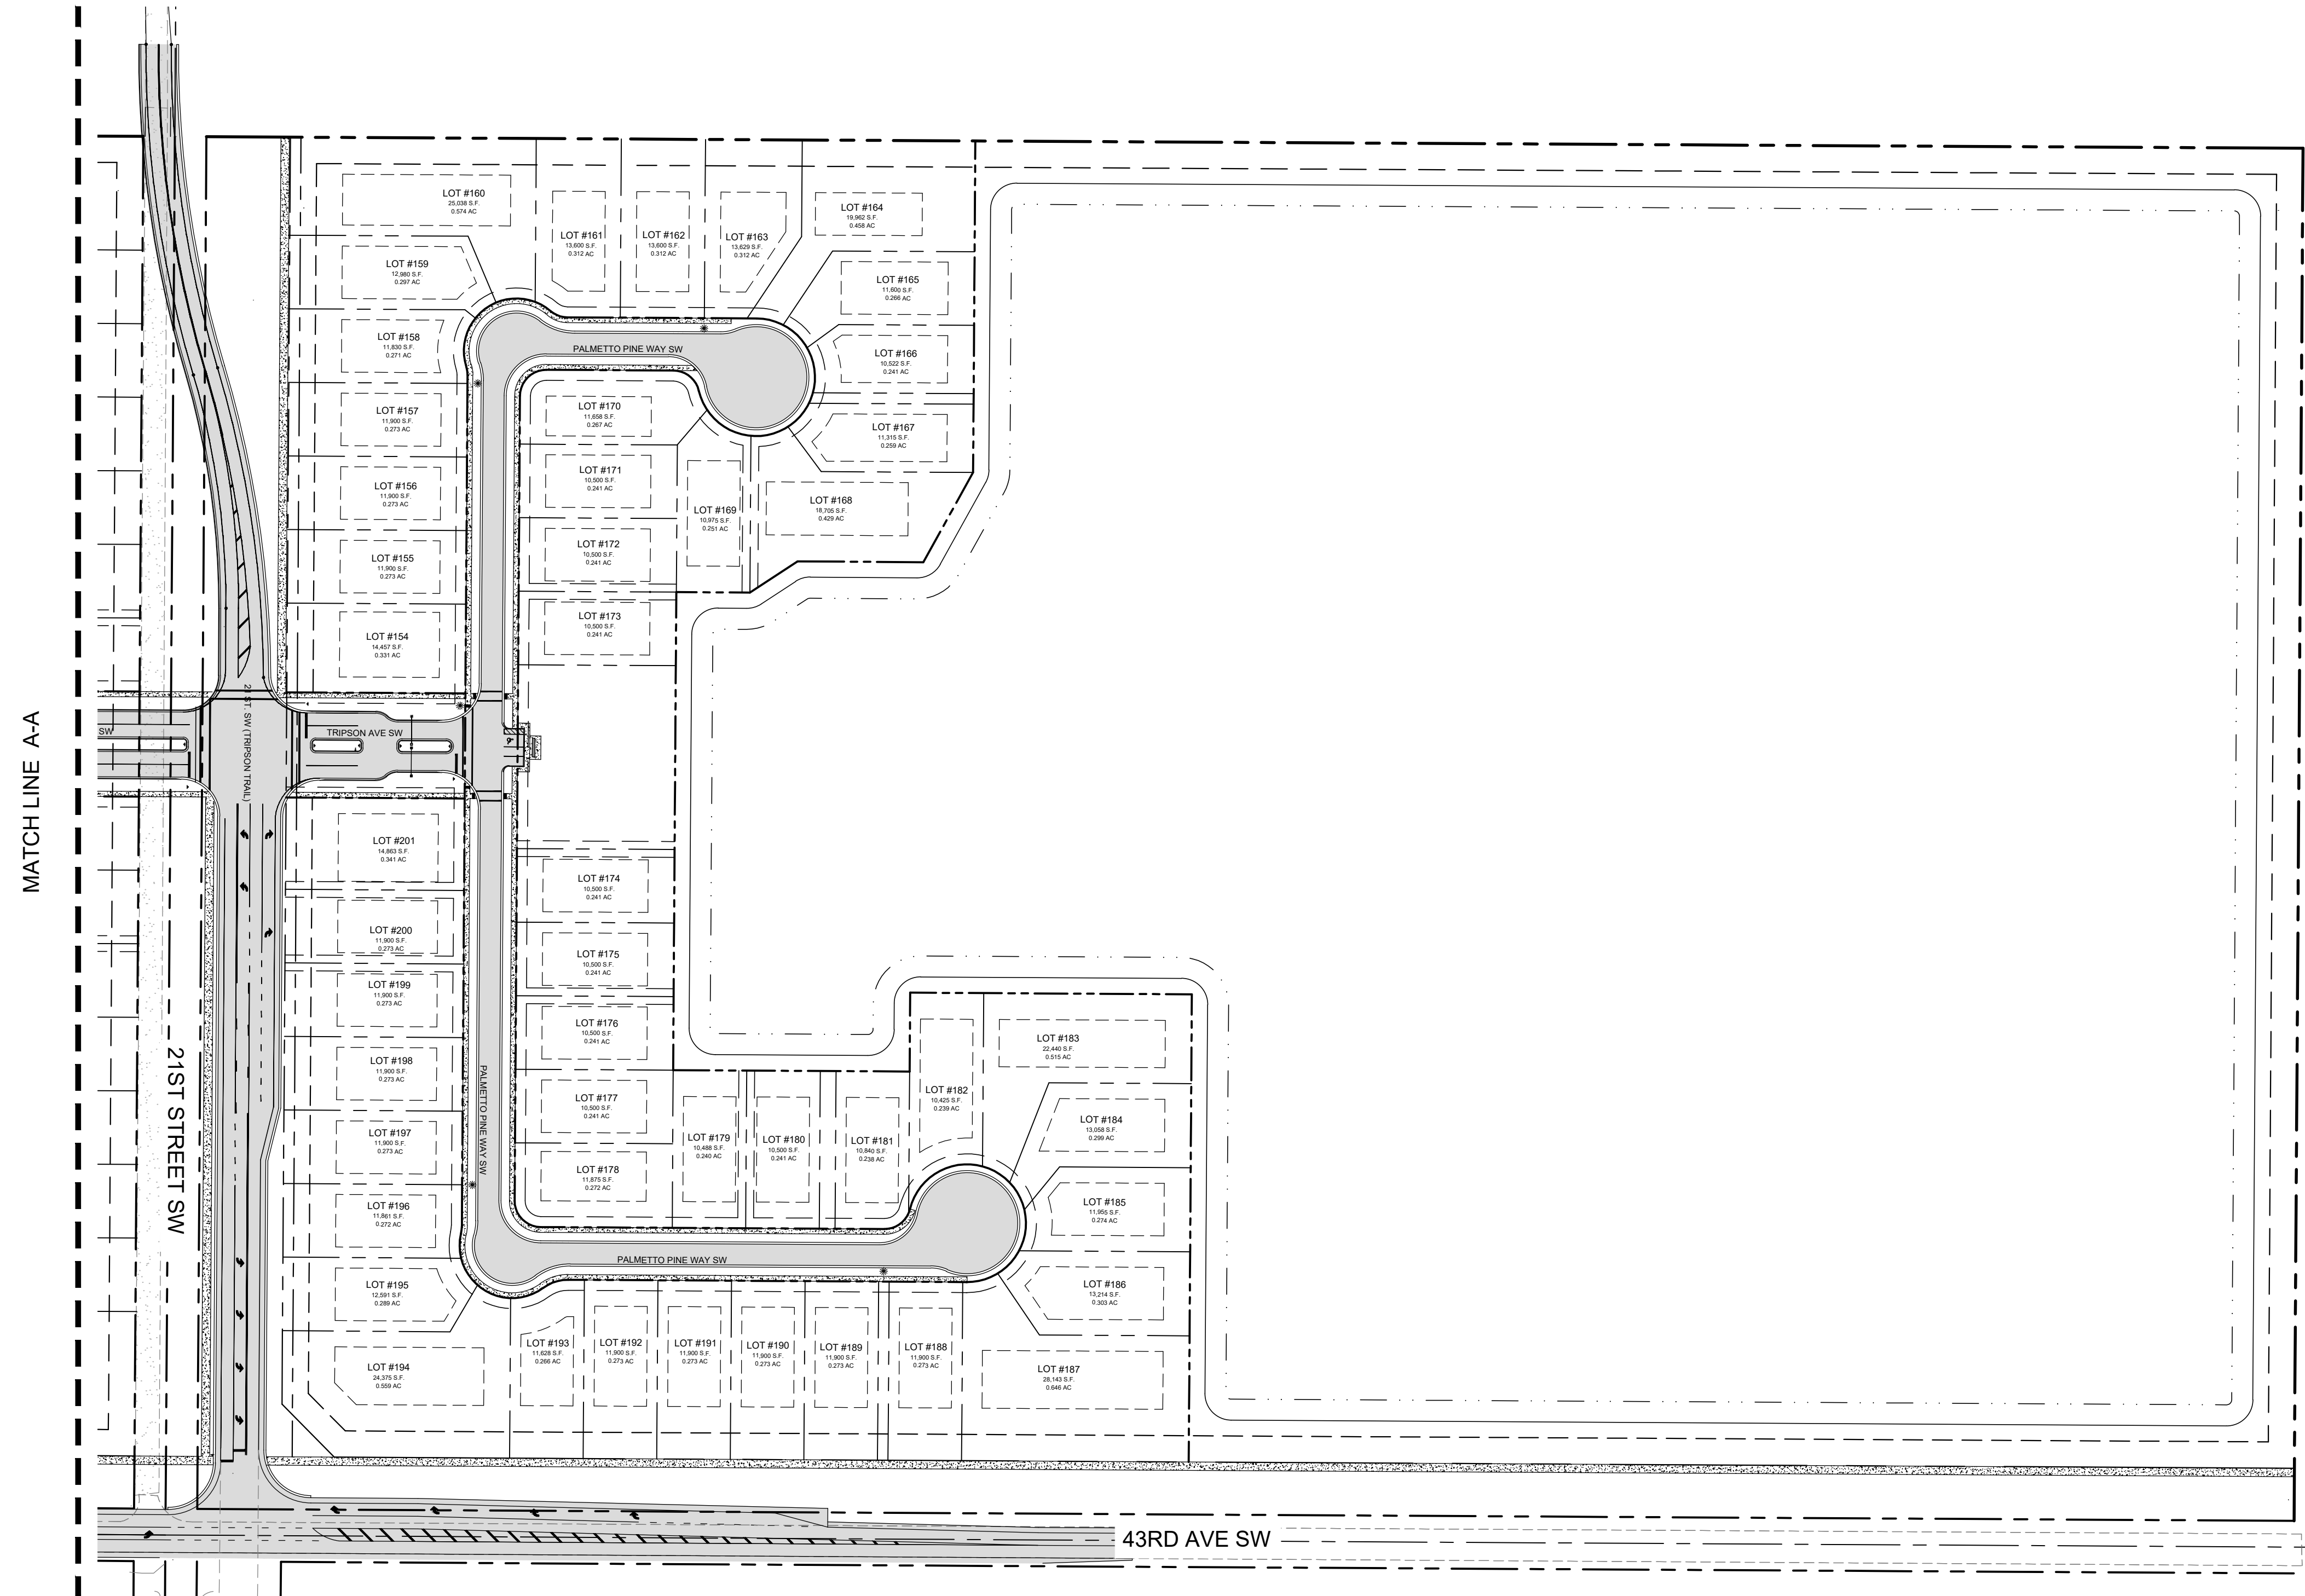 MATCH LINE A-A
LOT #160
25,038 S.F.
0.574 AC
LOT #161
13,600 S.F.
0.312 AC
LOT #162
13,600 S.F.
0.312 AC
LOT #163
13,629 S.F.
0.312 AC
LOT #164
19,962 S.F.
0.458 AC
LOT #159
12,980 S.F.
0.297 AC
LOT #165
11,600 S.F.
0.266 AC
LOT #158
11,830 S.F.
0.271 AC
PALMETTO PINE WAY SW
LOT #166
10,522 S.F.
0.241 AC
LOT #157
11,900 S.F.
0.273 AC
LOT #170
11,658 S.F.
0.267 AC
LOT #167
11,315 S.F.
0.259 AC
LOT #156
11,900 S.F.
0.273 AC
LOT #171
10,500 S.F.
0.241 AC
LOT #169
10,975 S.F.
0.251 AC
LOT #168
18,705 S.F.
0.429 AC
LOT #155
11,900 S.F.
0.273 AC
LOT #172
10,500 S.F.
0.241 AC
LOT #154
14,457 S.F.
0.331 AC
LOT #173
10,500 S.F.
0.241 AC
SW
21 ST. SW (TRIPSON TRAIL)
TRIPSON AVE SW
LOT #201
14,863 S.F.
0.341 AC
LOT #174
10,500 S.F.
0.241 AC
LOT #200
11,900 S.F.
0.273 AC
LOT #175
10,500 S.F.
0.241 AC
LOT #199
11,900 S.F.
0.273 AC
LOT #176
10,500 S.F.
0.241 AC
21ST STREET SW
LOT #198
11,900 S.F.
0.273 AC
PALMETTO PINE WAY SW
LOT #177
10,500 S.F.
0.241 AC
LOT #183
22,440 S.F.
0.515 AC
LOT #182
10,425 S.F.
0.239 AC
LOT #197
11,900 S.F.
0.273 AC
LOT #179
10,488 S.F.
0.240 AC
LOT #180
10,500 S.F.
0.241 AC
LOT #181
10,840 S.F.
0.238 AC
LOT #184
13,058 S.F.
0.299 AC
LOT #178
11,875 S.F.
0.272 AC
LOT #196
11,861 S.F.
0.272 AC
LOT #185
11,955 S.F.
0.274 AC
PALMETTO PINE WAY SW
LOT #195
12,591 S.F.
0.289 AC
LOT #186
13,214 S.F.
0.303 AC
LOT #194
24,375 S.F.
0.559 AC
LOT #193
11,628 S.F.
0.266 AC
LOT #192
11,900 S.F.
0.273 AC
LOT #191
11,900 S.F.
0.273 AC
LOT #190
11,900 S.F.
0.273 AC
LOT #189
11,900 S.F.
0.273 AC
LOT #188
11,900 S.F.
0.273 AC
LOT #187
28,143 S.F.
0.646 AC
43RD AVE SW